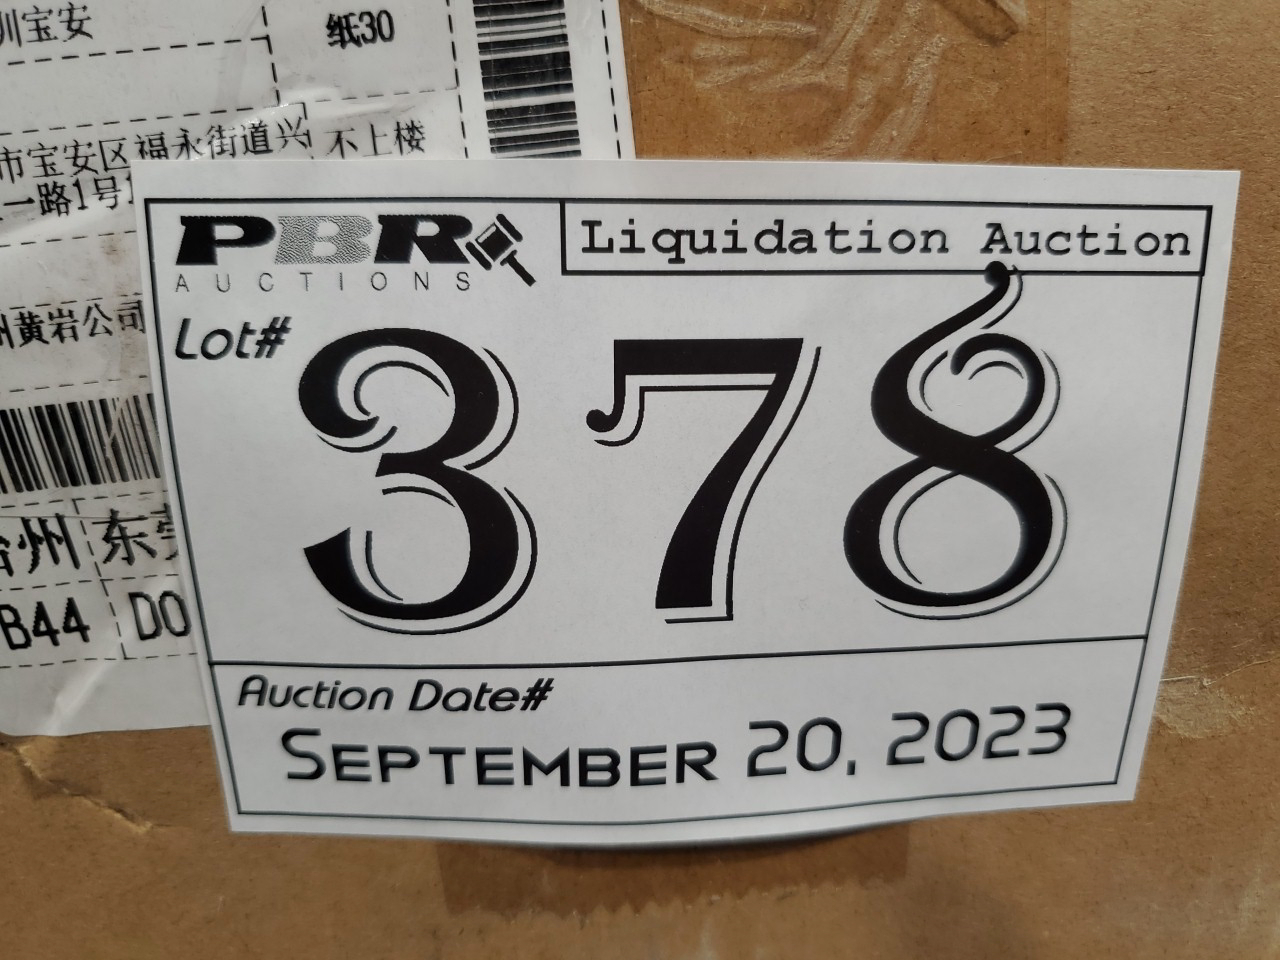 圳宝安
纸30
市宝安区福永街道兴
不上楼
一路1号
PBR
AUCTIONS
Liquidation Auction
Lot#
378
州黄岩公司
台州
东莞
B44
DO
Auction Date#
September 20, 2023